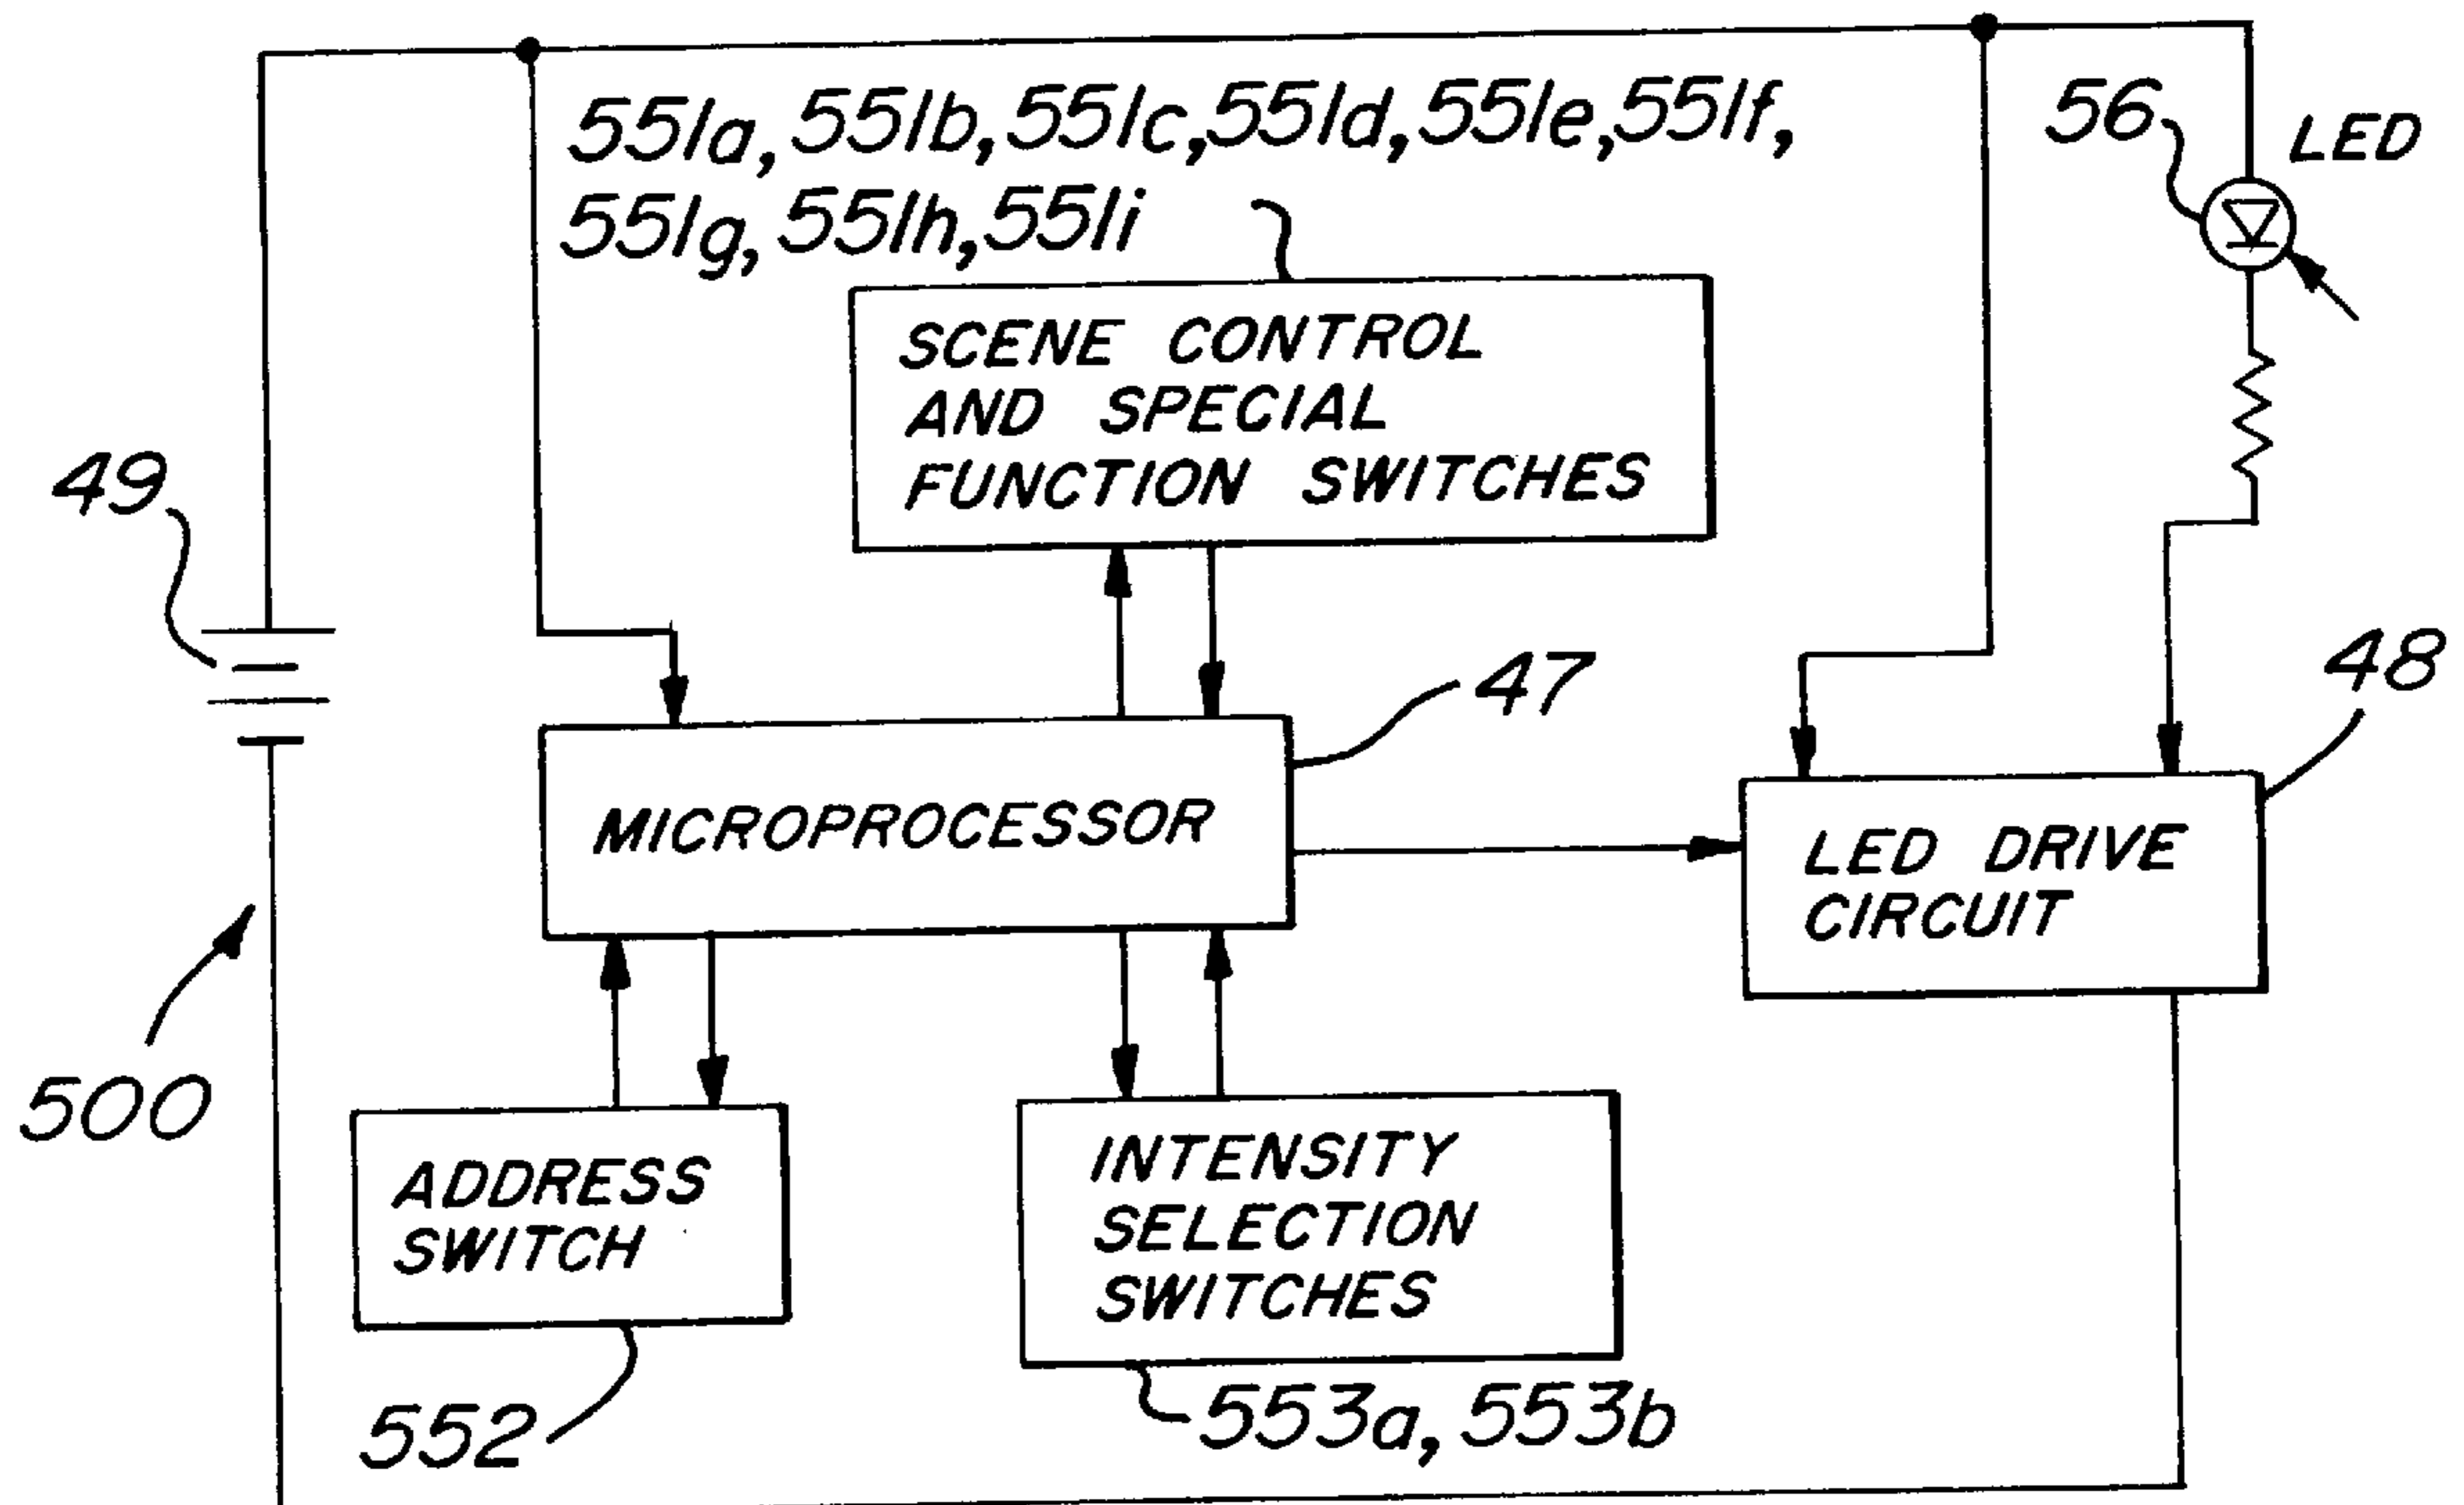 551a, 551b, 551c, 551d, 551e, 551f,
551g, 551h, 551i
56
LED
SCENE CONTROL
AND SPECIAL
FUNCTION SWITCHES
49
47
48
MICROPROCESSOR
LED DRIVE
CIRCUIT
500
ADDRESS
SWITCH
INTENSITY
SELECTION
SWITCHES
552
553a, 553b